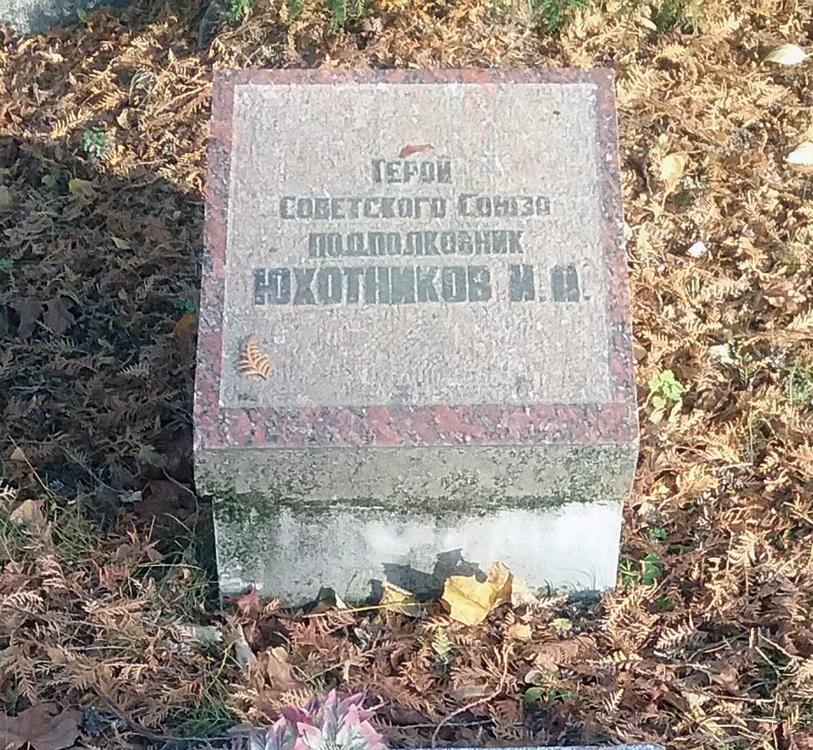 Герой
Советского Союза
подполковник
Юхотников И. И.